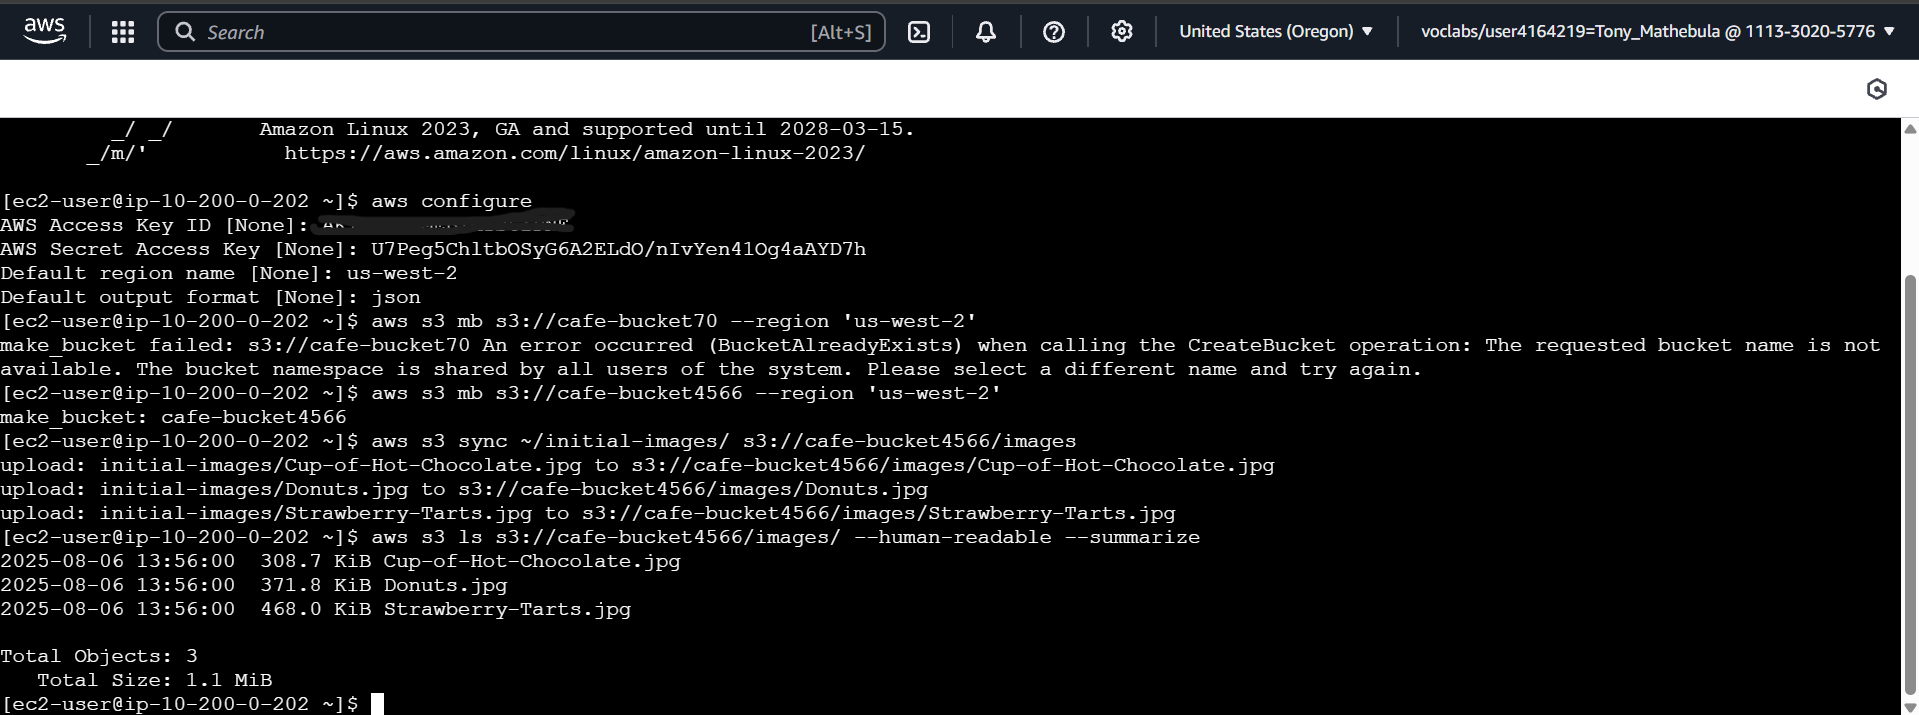 aws
Search [Alt+S] United States (Oregon) voclabs/user4164219=Tony_Mathebula @ 1113-3020-5776
_/ _/ Amazon Linux 2023, GA and supported until 2028-03-15.
_/m/' https://aws.amazon.com/linux/amazon-linux-2023/
[ec2-user@ip-10-200-0-202 ~]$ aws configure
AWS Access Key ID [None]:
AWS Secret Access Key [None]: U7Peg5ChltbOSyG6A2ELdO/nIvYen41Og4aAYD7h
Default region name [None]: us-west-2
Default output format [None]: json
[ec2-user@ip-10-200-0-202 ~]$ aws s3 mb s3://cafe-bucket70 --region 'us-west-2'
make_bucket failed: s3://cafe-bucket70 An error occurred (BucketAlreadyExists) when calling the CreateBucket operation: The requested bucket name is not
available. The bucket namespace is shared by all users of the system. Please select a different name and try again.
[ec2-user@ip-10-200-0-202 ~]$ aws s3 mb s3://cafe-bucket4566 --region 'us-west-2'
make_bucket: cafe-bucket4566
[ec2-user@ip-10-200-0-202 ~]$ aws s3 sync ~/initial-images/ s3://cafe-bucket4566/images
upload: initial-images/Cup-of-Hot-Chocolate.jpg to s3://cafe-bucket4566/images/Cup-of-Hot-Chocolate.jpg
upload: initial-images/Donuts.jpg to s3://cafe-bucket4566/images/Donuts.jpg
upload: initial-images/Strawberry-Tarts.jpg to s3://cafe-bucket4566/images/Strawberry-Tarts.jpg
[ec2-user@ip-10-200-0-202 ~]$ aws s3 ls s3://cafe-bucket4566/images/ --human-readable --summarize
2025-08-06 13:56:00  308.7 KiB Cup-of-Hot-Chocolate.jpg
2025-08-06 13:56:00  371.8 KiB Donuts.jpg
2025-08-06 13:56:00  468.0 KiB Strawberry-Tarts.jpg
Total Objects: 3
Total Size: 1.1 MiB
[ec2-user@ip-10-200-0-202 ~]$